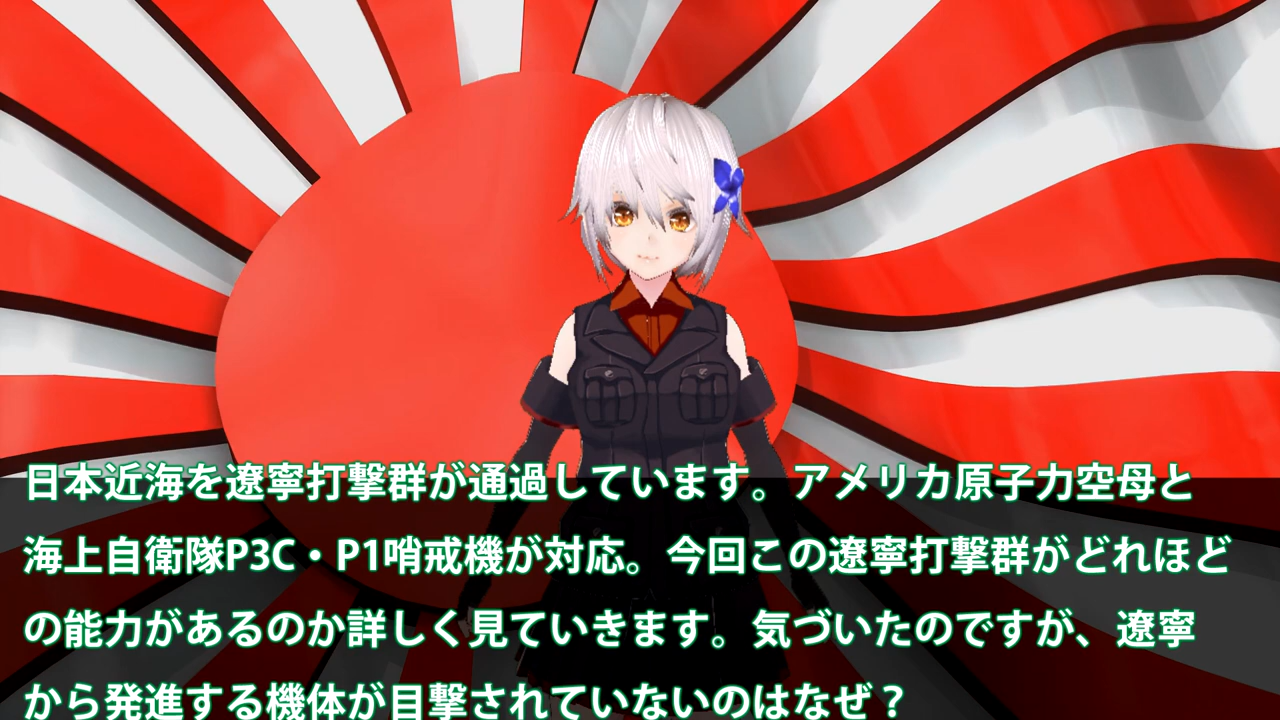 日本近海を遼寧打撃群が通過しています。アメリカ原子力空母と
海上自衛隊P3C・P1哨戒機が対応。今回この遼寧打撃群がどれほど
の能力があるのか詳しく見ていきます。気づいたのですが、遼寧
から発進する機体が目撃されていないのはなぜ？